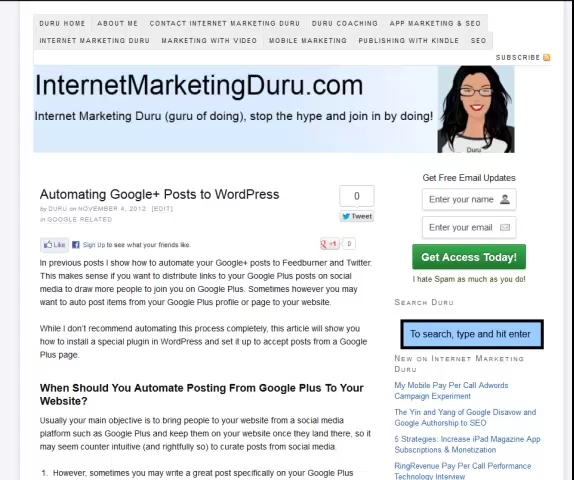 DURU HOME ABOUT ME CONTACT INTERNET MARKETING DURU DURU COACHING APP MARKETING & SEO
INTERNET MARKETING DURU MARKETING WITH VIDEO MOBILE MARKETING PUBLISHING WITH KINDLE SEO
SUBSCRIBE
InternetMarketingDuru.com
Internet Marketing Duru (guru of doing), stop the hype and join in by doing!
Duru
Automating Google+ Posts to WordPress
by DURU on NOVEMBER 4, 2012 [EDIT]
in GOOGLE RELATED
0
Tweet
Like
Sign Up to see what your friends like.
+1
0
In previous posts I show how to automate your Google+ posts to Feedburner and Twitter.
This makes sense if you want to distribute links to your Google Plus posts on social
media to draw more people to join you on Google Plus. Sometimes however you may
want to auto post items from your Google Plus profile or page to your website.
While I don't recommend automating this process completely, this article will show you
how to install a special plugin in WordPress and set it up to accept posts from a Google
Plus page.
When Should You Automate Posting From Google Plus To Your
Website?
Usually your main objective is to bring people to your website from a social media
platform such as Google Plus and keep them on your website once they land there, so it
may seem counter intuitive (and rightfully so) to curate posts from social media.
1. However, sometimes you may write a great post specifically on your Google Plus
Get Free Email Updates
Enter your name
Enter your email
Get Access Today!
I hate Spam as much as you do!
SEARCH DURU
To search, type and hit enter
NEW ON INTERNET MARKETING
DURU
My Mobile Pay Per Call Adwords
Campaign Experiment
The Yin and Yang of Google Disavow and
Google Authorship to SEO
5 Strategies: Increase iPad Magazine App
Subscriptions & Monetization
RingRevenue Pay Per Call Performance
Technology Interview